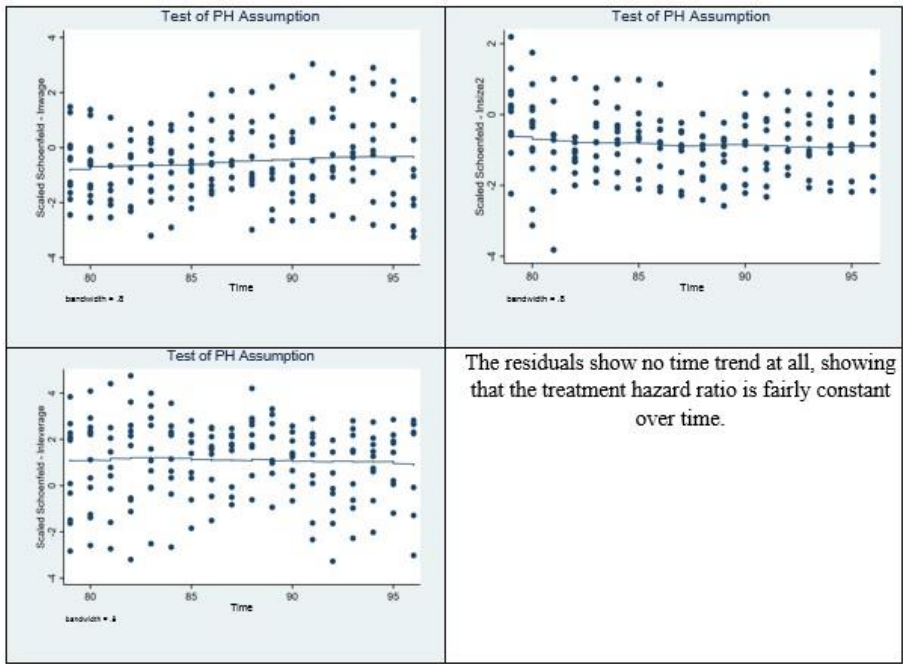 Test of PH Assumption
Scaled Schoenfeld - lnwage
4
2
0
-2
-4
80
85
90
95
Time
bandwidth = .8
Test of PH Assumption
Scaled Schoenfeld - lnsize2
2
0
-2
-4
80
85
90
95
Time
bandwidth = .8
Test of PH Assumption
Scaled Schoenfeld - lnleverage
4
2
0
-2
-4
80
85
90
95
Time
bandwidth = .8
The residuals show no time trend at all, showing
that the treatment hazard ratio is fairly constant
over time.